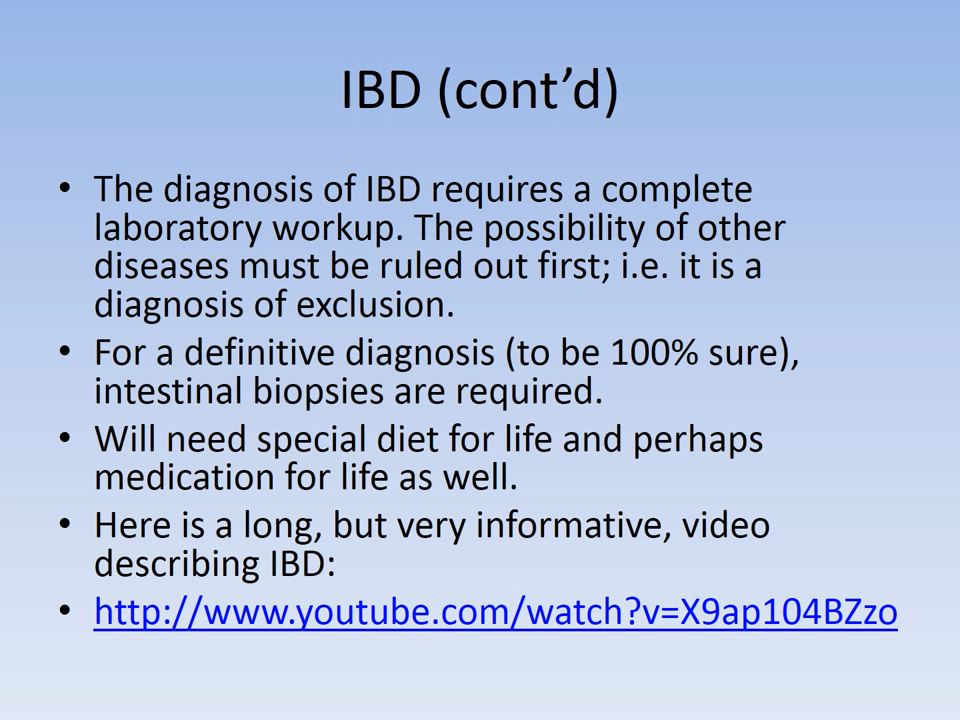 IBD (cont’d)
• The diagnosis of IBD requires a complete
laboratory workup. The possibility of other
diseases must be ruled out first; i.e. it is a
diagnosis of exclusion.
• For a definitive diagnosis (to be 100% sure),
intestinal biopsies are required.
• Will need special diet for life and perhaps
medication for life as well.
• Here is a long, but very informative, video
describing IBD:
• http://www.youtube.com/watch?v=X9ap104BZzo